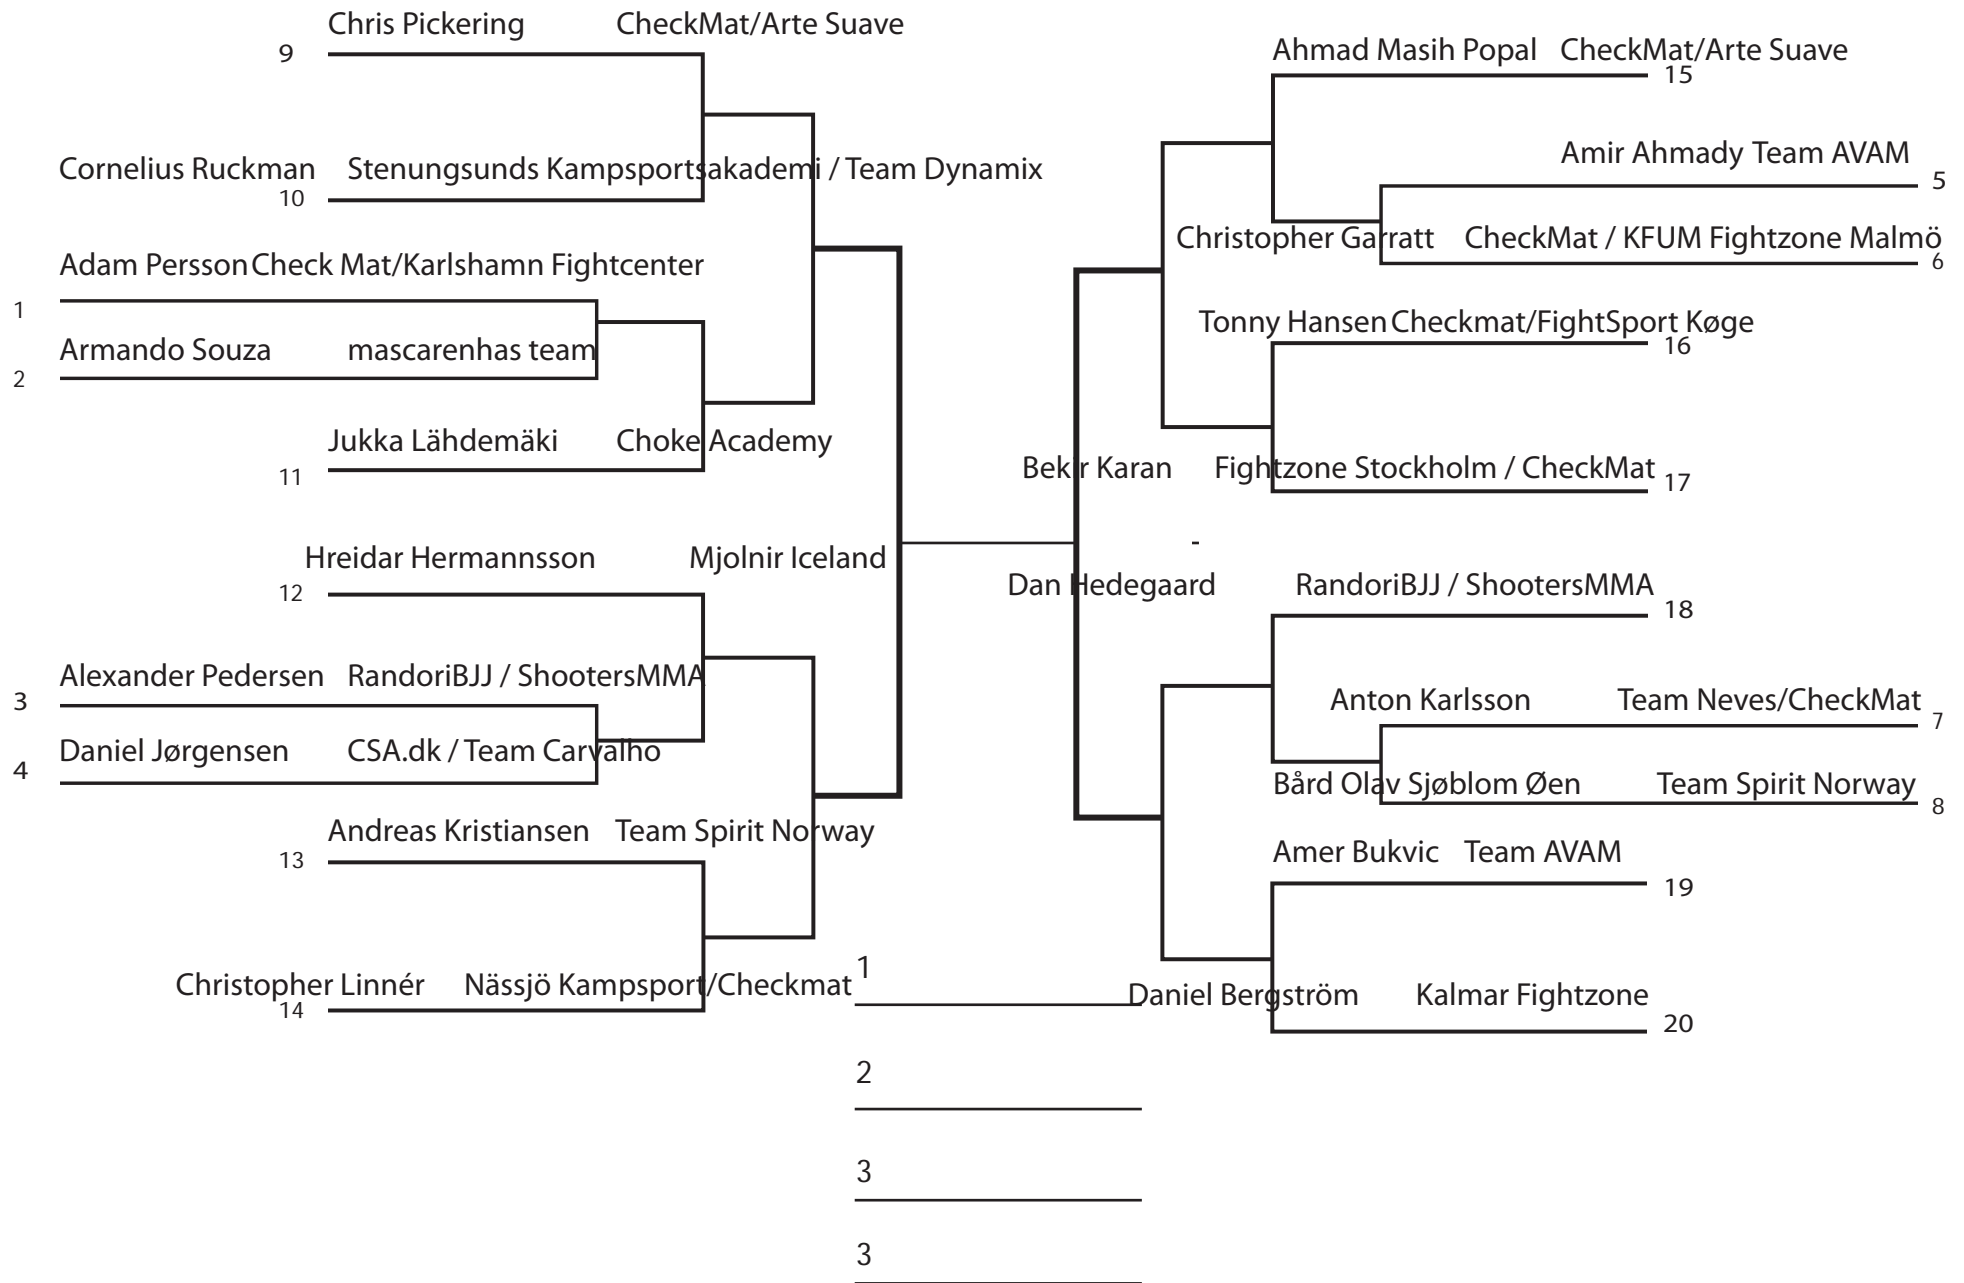 Chris Pickering CheckMat/Arte Suave
9
Cornelius Ruckman Stenungsunds Kampsportsakademi / Team Dynamix
10
Adam Persson Check Mat/Karlshamn Fightcenter
1
Armando Souza mascarenhas team
2
Jukka Lähdemäki Choke Academy
11
Hreidar Hermannsson Mjolnir Iceland
12
Alexander Pedersen RandoriBJJ / ShootersMMA
3
Daniel Jørgensen CSA.dk / Team Carvalho
4
Andreas Kristiansen Team Spirit Norway
13
Christopher Linnér Nässjö Kampsport/Checkmat
14
Ahmad Masih Popal CheckMat/Arte Suave
15
Amir Ahmady Team AVAM
5
Christopher Garratt CheckMat / KFUM Fightzone Malmö
6
Tonny Hansen Checkmat/FightSport Køge
16
Bekir Karan Fightzone Stockholm / CheckMat
17
-
Dan Hedegaard RandoriBJJ / ShootersMMA
18
Anton Karlsson Team Neves/CheckMat
7
Bård Olav Sjøblom Øen Team Spirit Norway
8
Amer Bukvic Team AVAM
19
Daniel Bergström Kalmar Fightzone
20
1
2
3
3